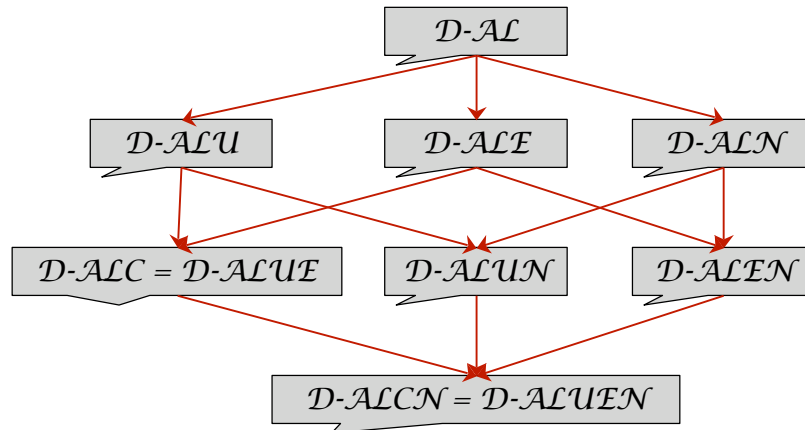 D-AL
D-ALU
D-ALE
D-ALN
D-ALC = D-ALUE
D-ALUN
D-ALEN
D-ALCN = D-ALUEN